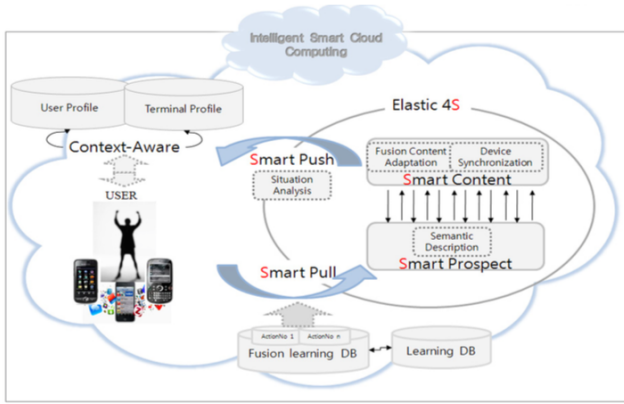 Intelligent Smart Cloud
Computing
User Profile
Terminal Profile
Context-Aware
USER
Elastic 4S
Smart Push
Situation
Analysis
Fusion Content
Adaptation
Device
Synchronization
Smart Content
Semantic
Description
Smart Prospect
Smart Pull
ActionNo 1
ActionNo n
Fusion learning DB
Learning DB